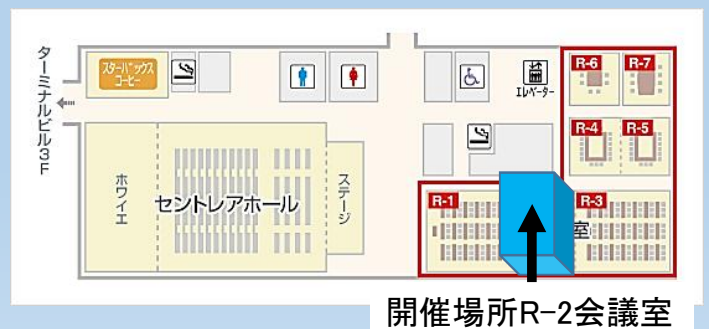 ターミナルビル3F
スターバックス
コーヒー
エレベーター
R-6
R-7
R-4
R-5
ホワイエ
セントレアホール
ステージ
R-1
R-3
室
開催場所R-2会議室